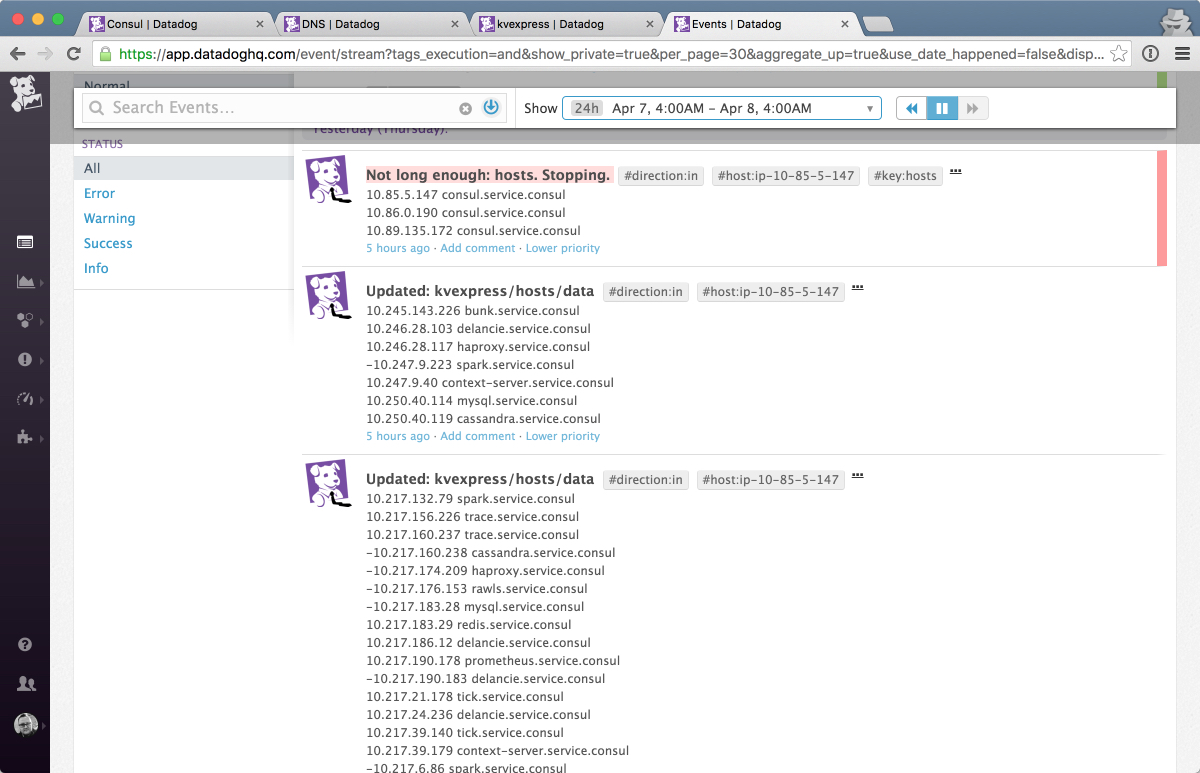 Consul | Datadog
DNS | Datadog
kvexpress | Datadog
Events | Datadog
https://app.datadoghq.com/event/stream?tags_execution=and&show_private=true&per_page=30&aggregate_up=true&use_date_happened=false&disp...
Normal
Search Events...
Show 24h Apr 7, 4:00AM – Apr 8, 4:00AM
Yesterday (Thursday).
STATUS
All
Error
Warning
Success
Info
Not long enough: hosts. Stopping. #direction:in #host:ip-10-85-5-147 #key:hosts ...
10.85.5.147 consul.service.consul
10.86.0.190 consul.service.consul
10.89.135.172 consul.service.consul
5 hours ago · Add comment · Lower priority
Updated: kvexpress/hosts/data #direction:in #host:ip-10-85-5-147 ...
10.245.143.226 bunk.service.consul
10.246.28.103 delancie.service.consul
10.246.28.117 haproxy.service.consul
-10.247.9.223 spark.service.consul
10.247.9.40 context-server.service.consul
10.250.40.114 mysql.service.consul
10.250.40.119 cassandra.service.consul
5 hours ago · Add comment · Lower priority
Updated: kvexpress/hosts/data #direction:in #host:ip-10-85-5-147 ...
10.217.132.79 spark.service.consul
10.217.156.226 trace.service.consul
10.217.160.237 trace.service.consul
-10.217.160.238 cassandra.service.consul
-10.217.174.209 haproxy.service.consul
-10.217.176.153 rawls.service.consul
-10.217.183.28 mysql.service.consul
10.217.183.29 redis.service.consul
10.217.186.12 delancie.service.consul
10.217.190.178 prometheus.service.consul
-10.217.190.183 delancie.service.consul
10.217.21.178 tick.service.consul
10.217.24.236 delancie.service.consul
10.217.39.140 tick.service.consul
10.217.39.179 context-server.service.consul
-10.217.6.86 spark.service.consul